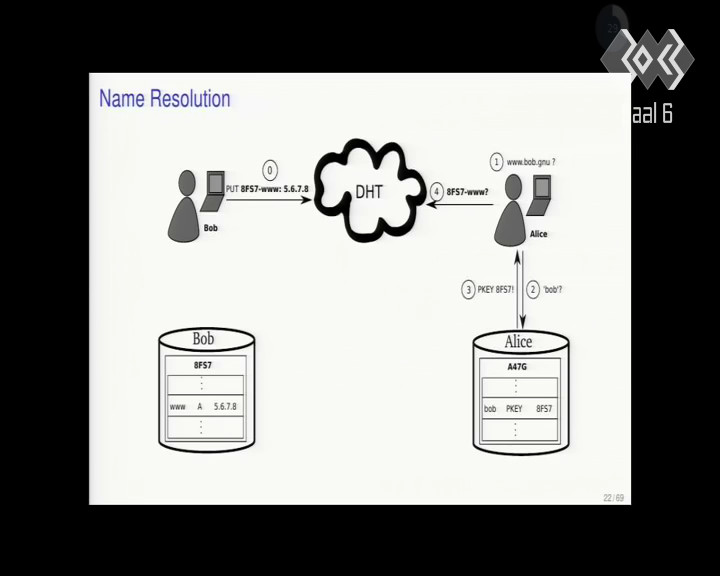 Name Resolution
aal 6
0
PUT 8FS7-www: 5.6.7.8
Bob
DHT
1 www.bob.gnu ?
4 8FS7-www?
Alice
3 PKEY 8FS7!
2 'bob'?
Bob
8FS7
www A 5.6.7.8
Alice
A47G
bob PKEY 8FS7
22/69